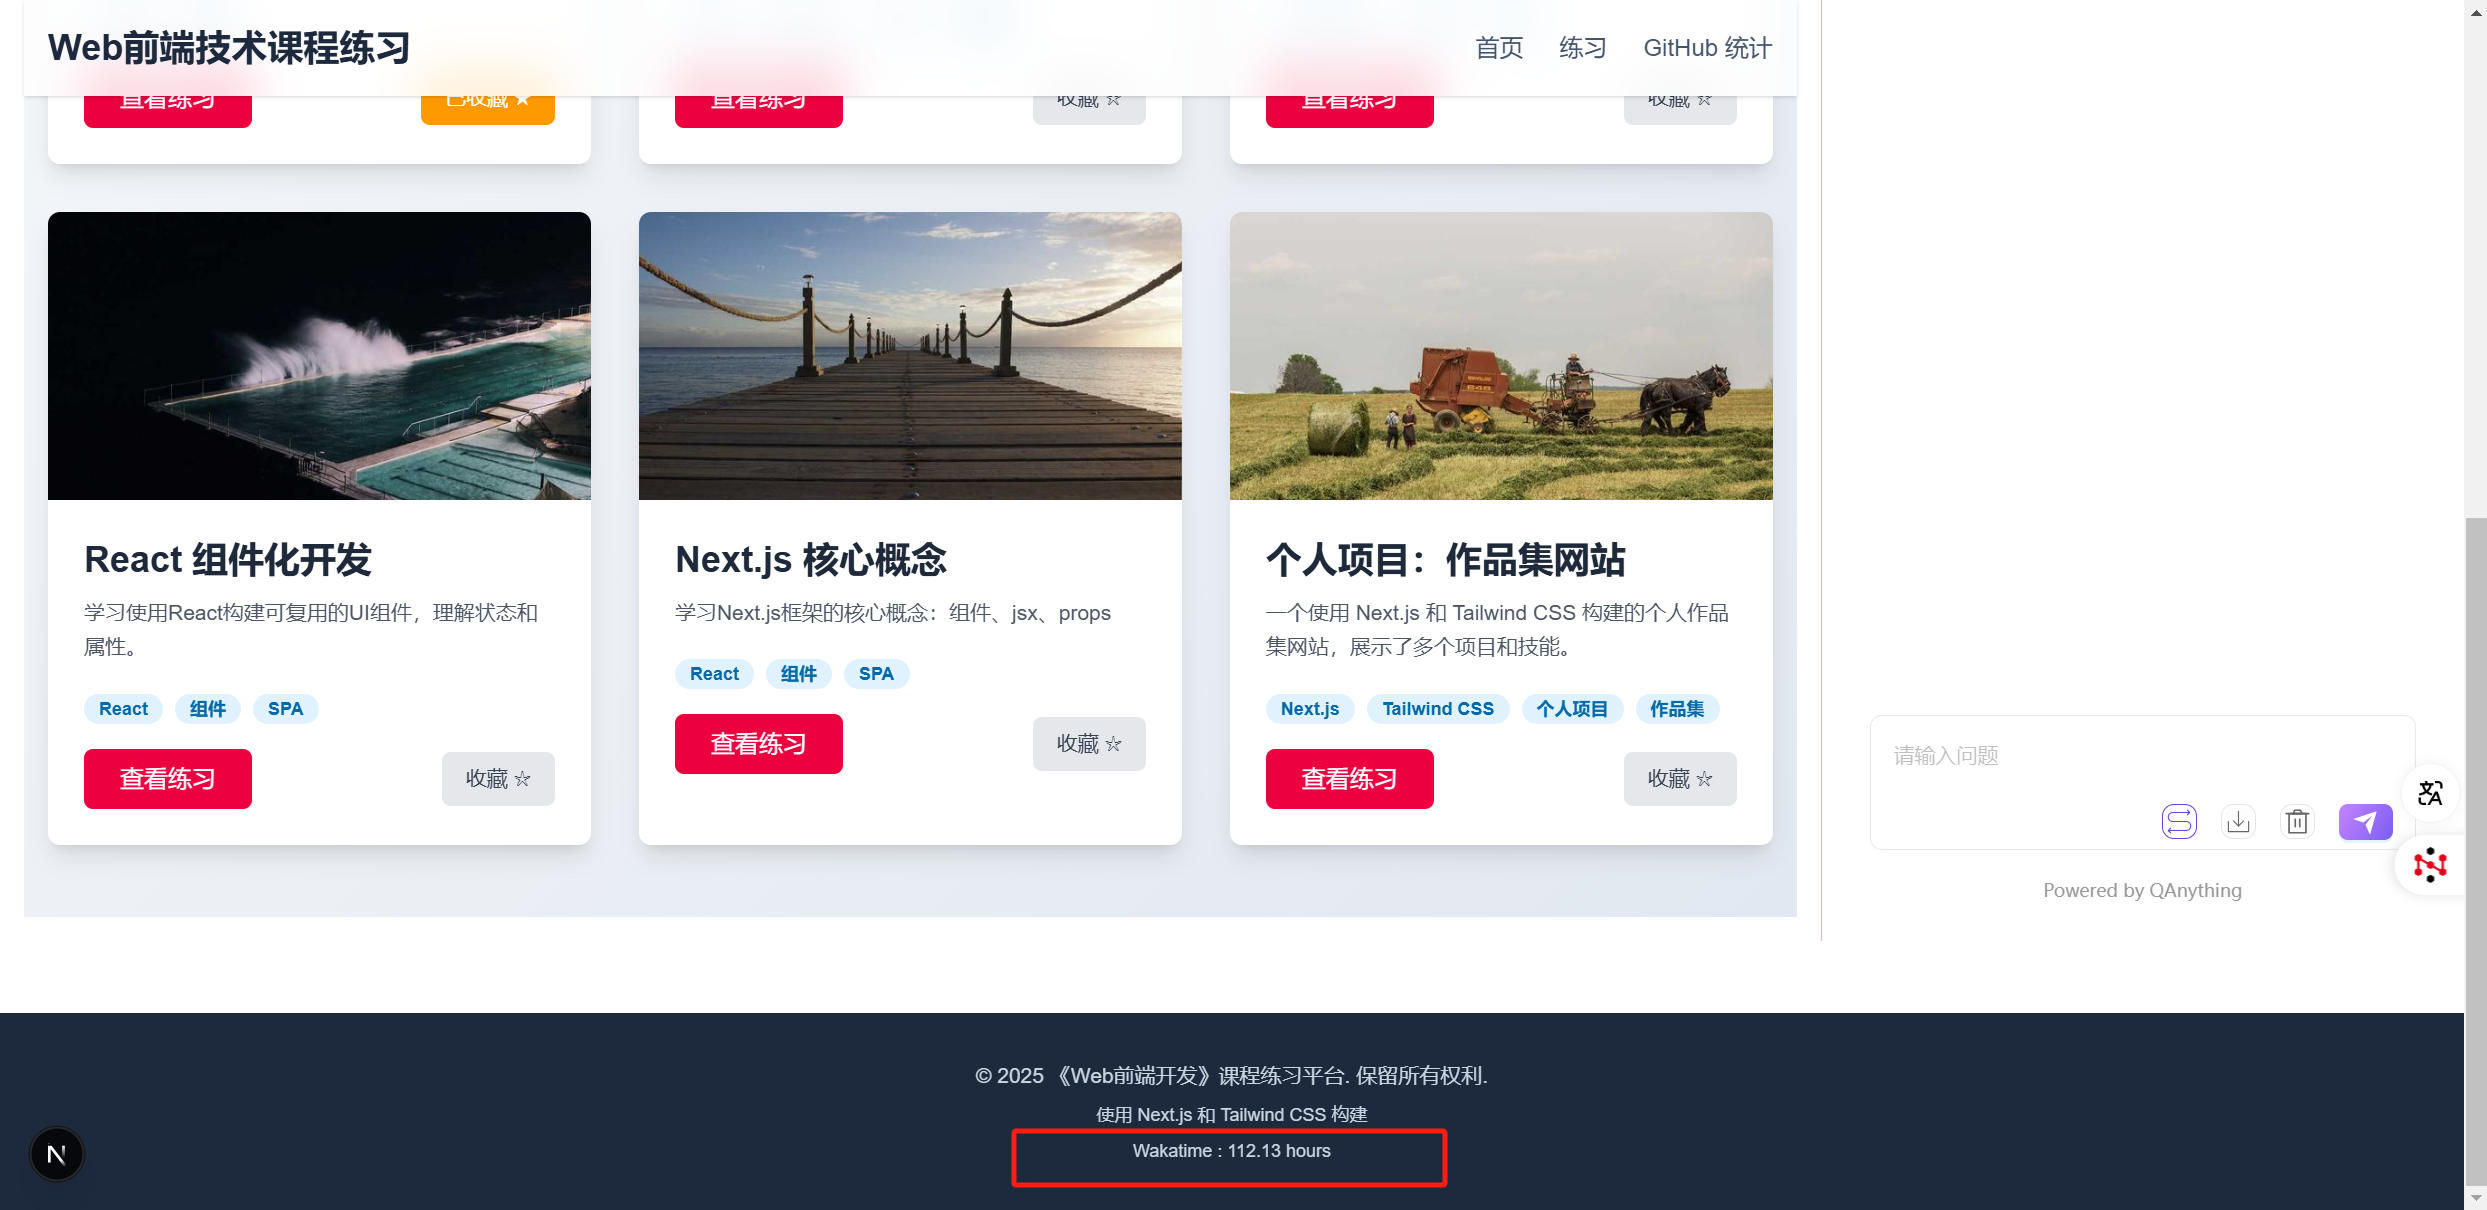 Web前端技术课程练习
首页 练习 GitHub 统计
查看练习 已收藏 ★ 查看练习 收藏 ☆ 查看练习 收藏 ☆
React 组件化开发
学习使用React构建可复用的UI组件，理解状态和
属性。
React 组件 SPA
查看练习 收藏 ☆
Next.js 核心概念
学习Next.js框架的核心概念：组件、jsx、props
React 组件 SPA
查看练习 收藏 ☆
个人项目：作品集网站
一个使用 Next.js 和 Tailwind CSS 构建的个人作品
集网站，展示了多个项目和技能。
Next.js Tailwind CSS 个人项目 作品集
查看练习 收藏 ☆
请输入问题
Powered by QAnything
© 2025 《Web前端开发》课程练习平台. 保留所有权利.
使用 Next.js 和 Tailwind CSS 构建
Wakatime : 112.13 hours